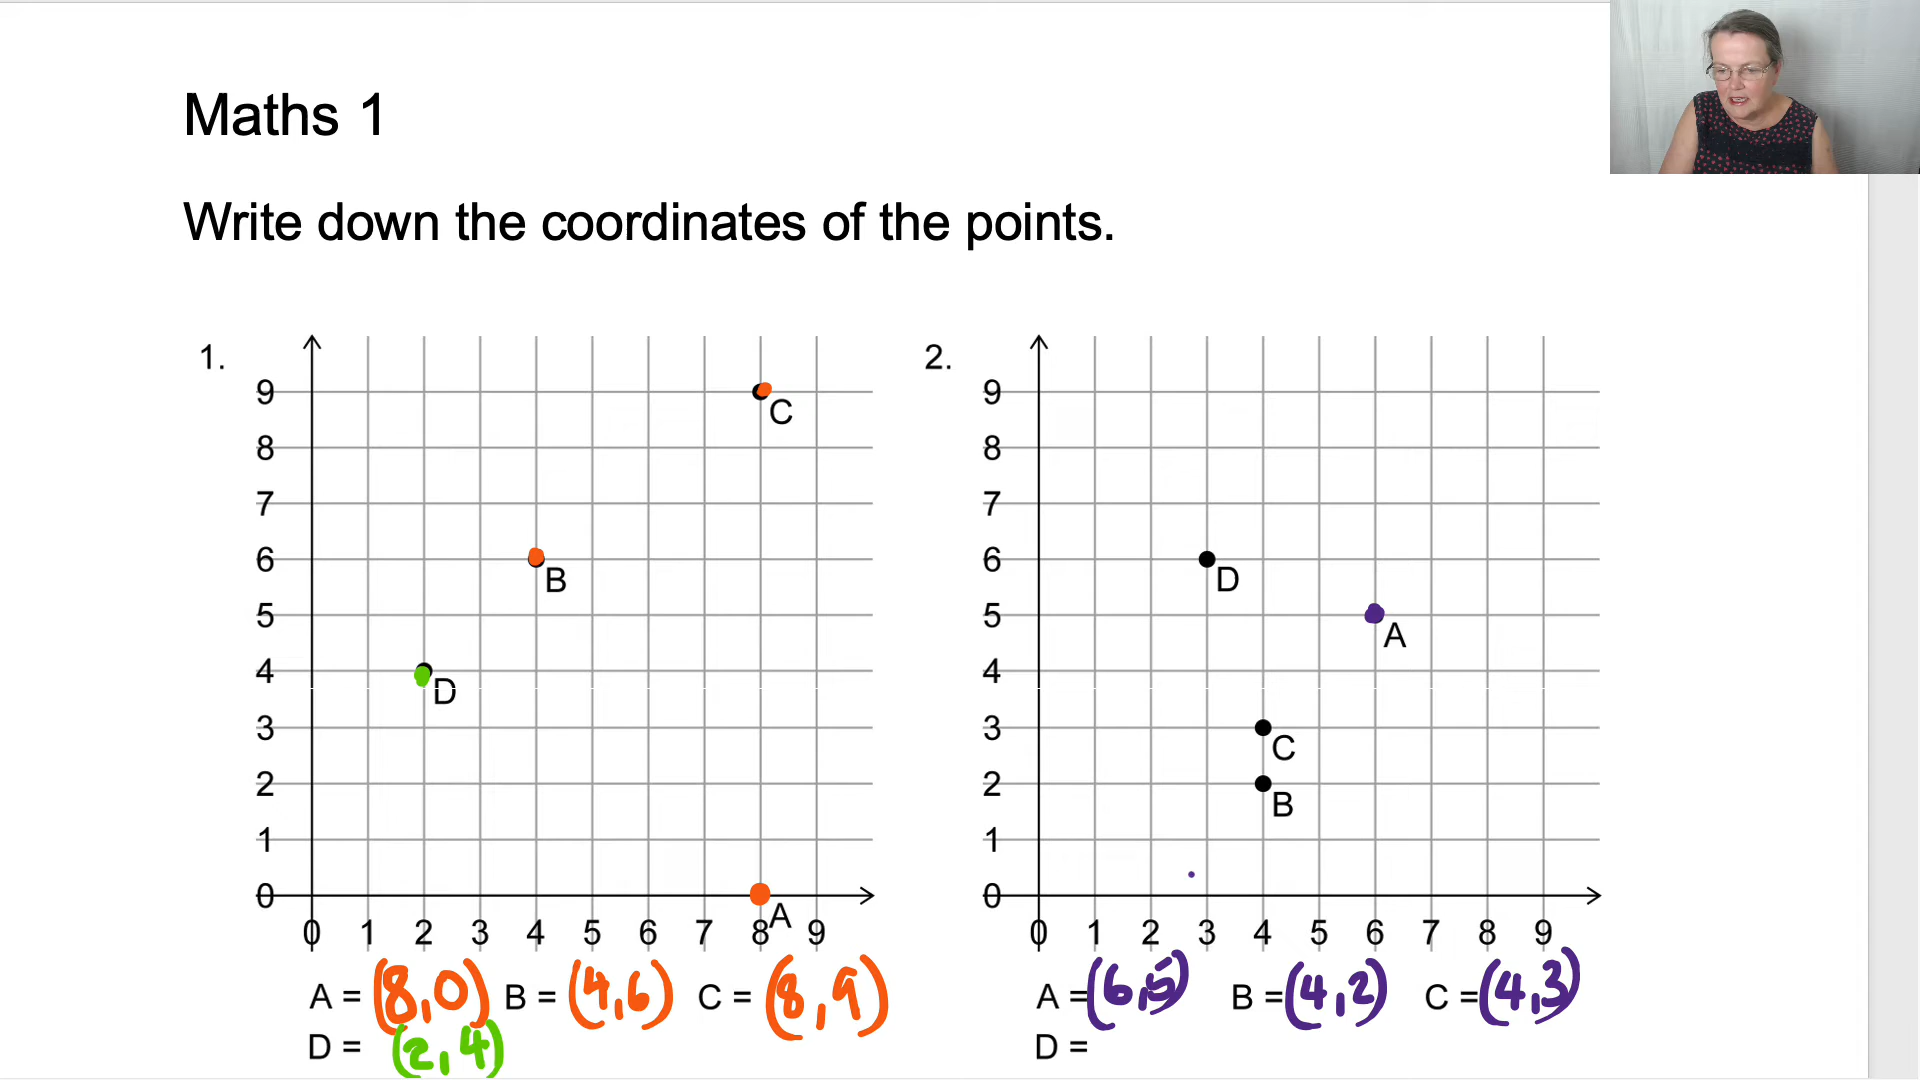 Maths 1
Write down the coordinates of the points.
1.
9
C
8
7
6
B
5
4
D
3
2
1
0
A
0 1 2 3 4 5 6 7 8 9
A = (8,0) B = (4,6) C = (8,9)
D = (2,4)
2.
9
8
7
6
D
5
A
4
3
C
2
B
1
0
0 1 2 3 4 5 6 7 8 9
A = (6,5) B = (4,2) C = (4,3)
D =